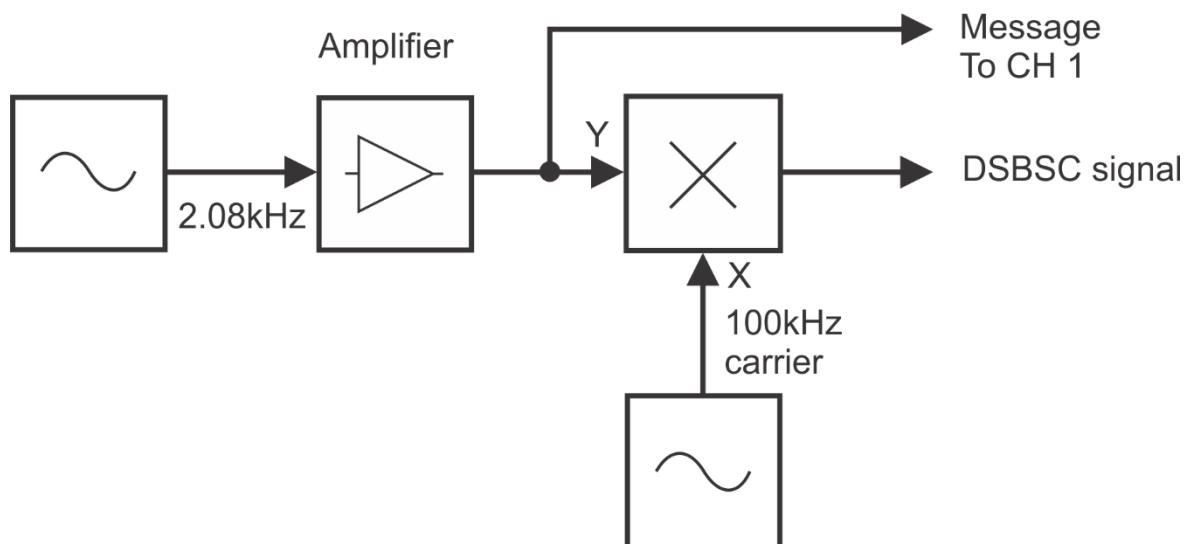 Amplifier
Message
To CH 1
Y
DSBSC signal
2.08kHz
X
100kHz
carrier